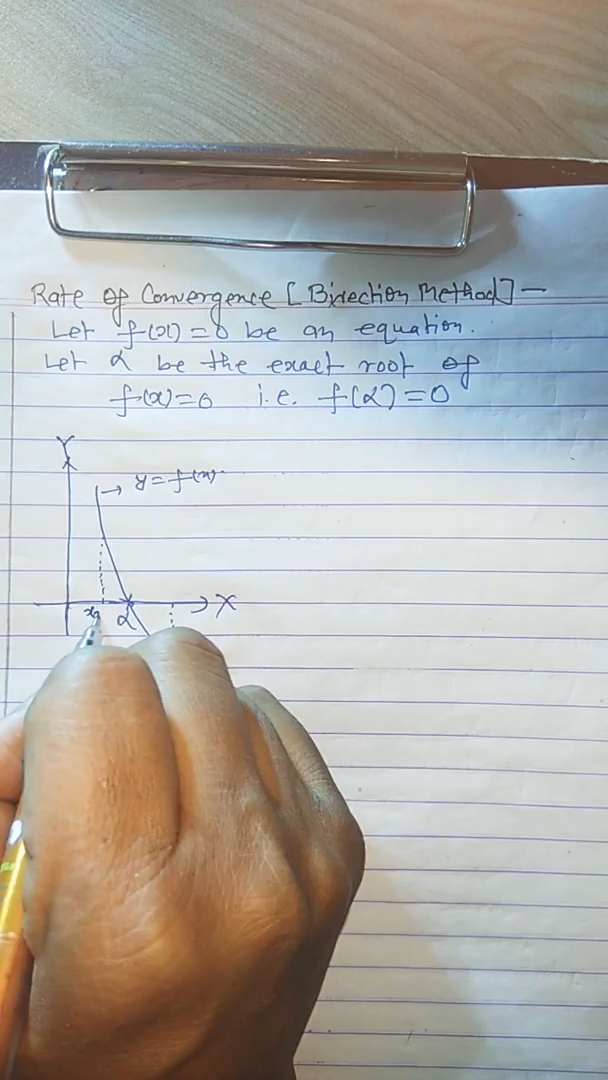 Rate of Convergence [Bisection Method] —
Let f(x) = 0 be an equation.
Let α be the exact root of
f(x) = 0 i.e. f(α) = 0
Y
→ y = f(x).
α
X